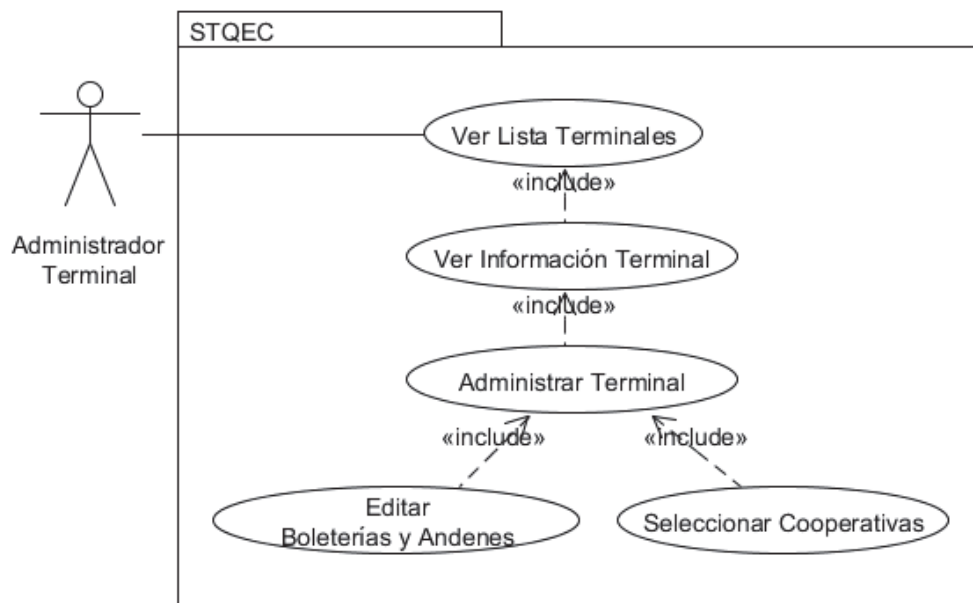 STQEC
Ver Lista Terminales
«include»
Administrador
Terminal
Ver Información Terminal
«include»
Administrar Terminal
«include»
«include»
Editar
Boleterías y Andenes
Seleccionar Cooperativas